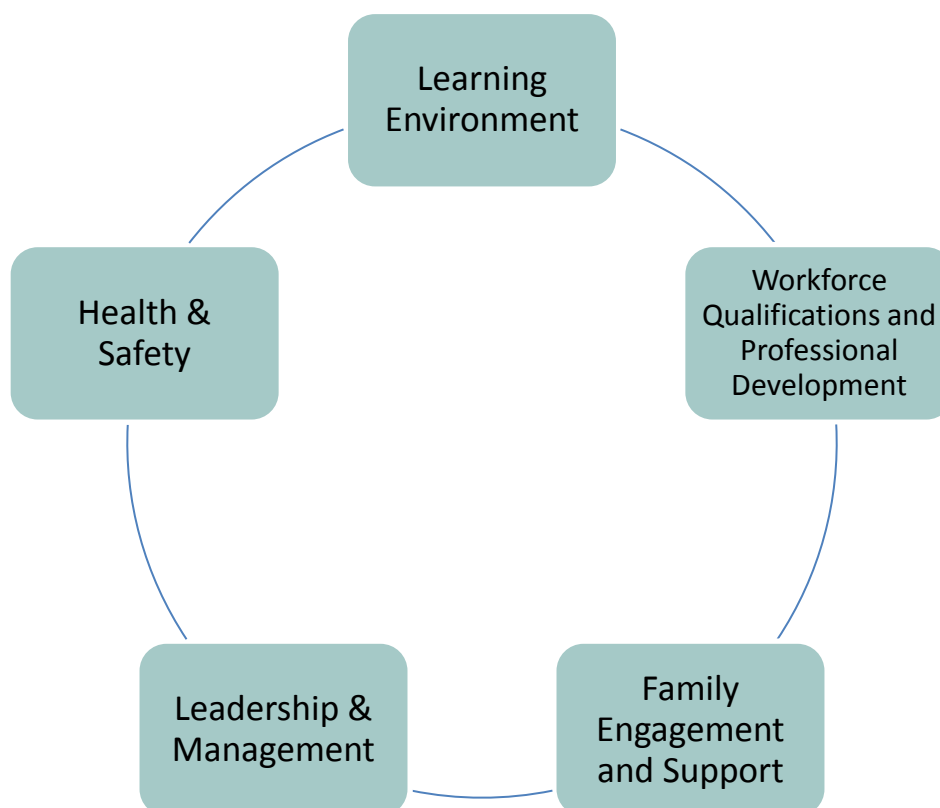 Learning
Environment
Workforce
Qualifications and
Professional
Development
Family
Engagement
and Support
Leadership &
Management
Health &
Safety